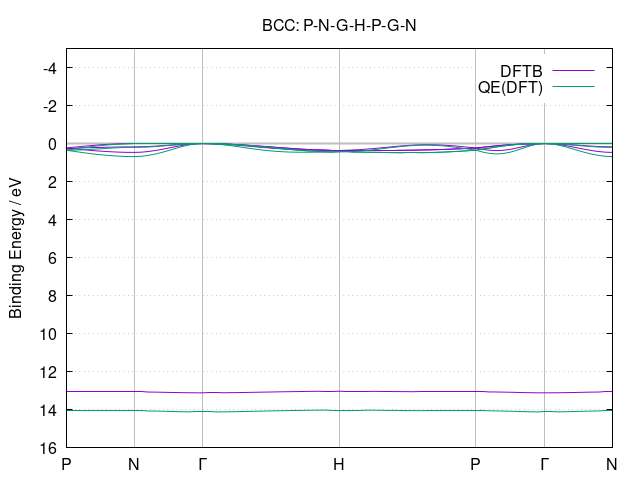 BCC: P-N-G-H-P-G-N
DFTB
QE(DFT)
Binding Energy / eV
-4
-2
0
2
4
6
8
10
12
14
16
P N Γ H P Γ N